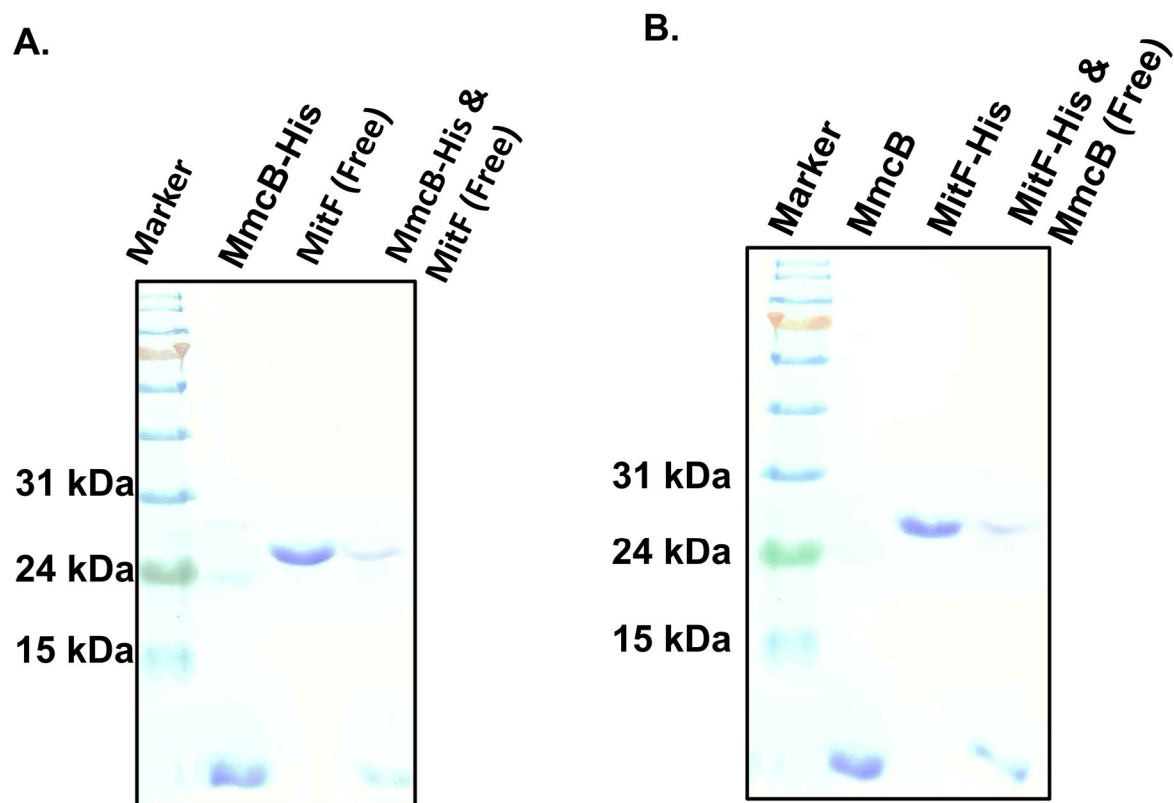 A.
Marker
MmcB-His
MitF (Free)
MmcB-His &
MitF (Free)
31 kDa
24 kDa
15 kDa
B.
Marker
MmcB
MitF-His
MitF-His &
MmcB (Free)
31 kDa
24 kDa
15 kDa